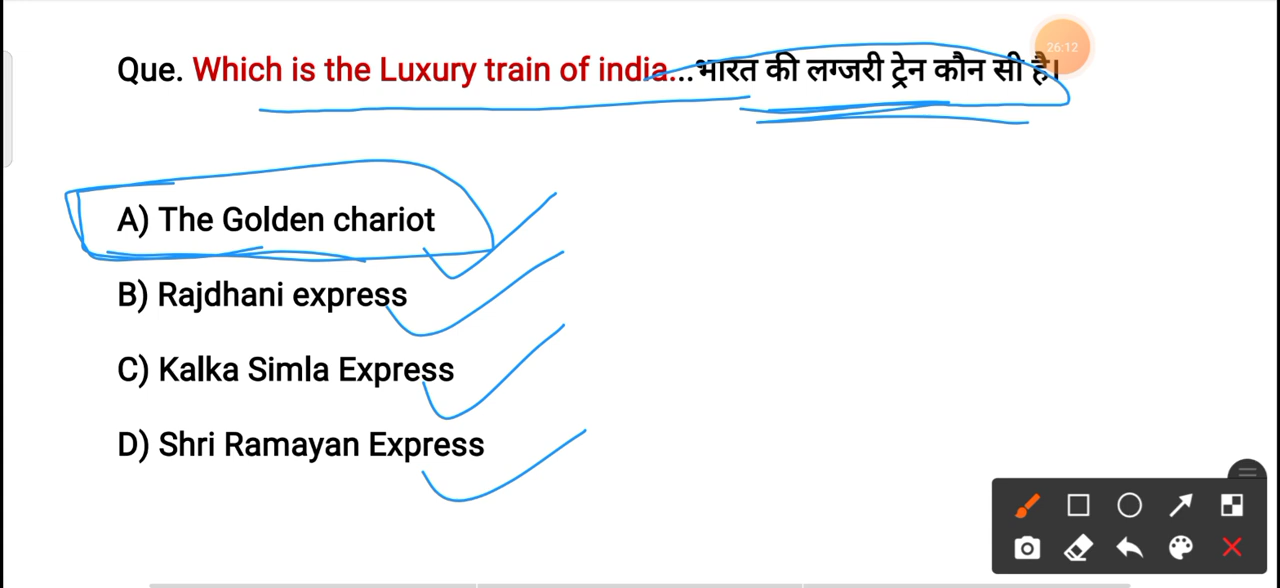 Que. Which is the Luxury train of india...भारत की लग्जरी ट्रेन कौन सी है।
26:12
A) The Golden chariot
B) Rajdhani express
C) Kalka Simla Express
D) Shri Ramayan Express